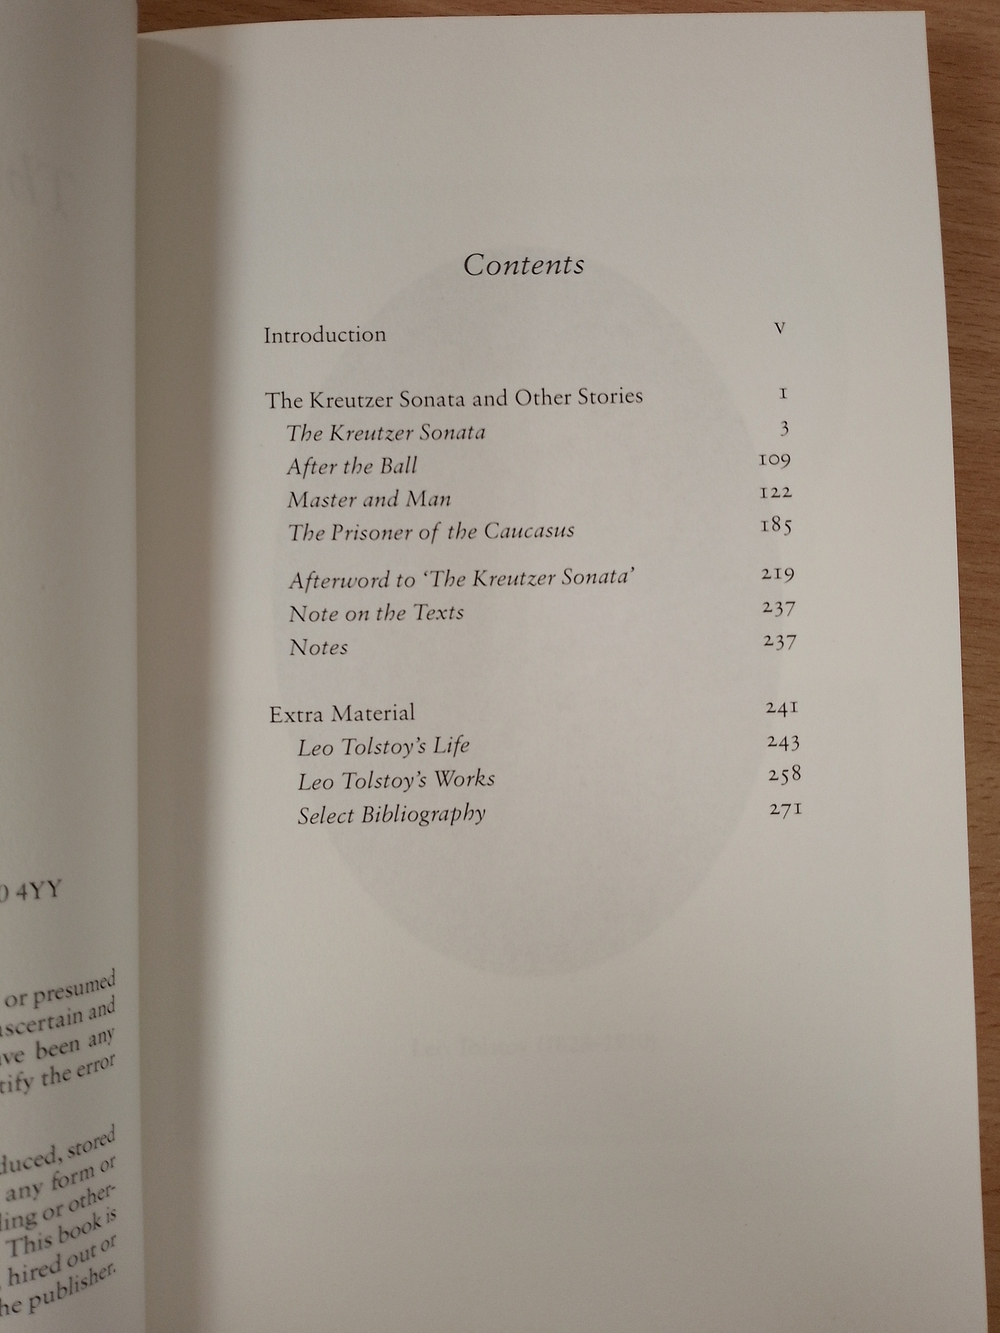 0 4YY
or presumed
ascertain and
ve been any
tify the error
duced, stored
any form or
ding or other-
This book is
, hired out or
he publisher.
Contents
Introduction V
The Kreutzer Sonata and Other Stories 1
The Kreutzer Sonata 3
After the Ball 109
Master and Man 122
The Prisoner of the Caucasus 185
Afterword to ‘The Kreutzer Sonata’ 219
Note on the Texts 237
Notes 237
Extra Material 241
Leo Tolstoy’s Life 243
Leo Tolstoy’s Works 258
Select Bibliography 271